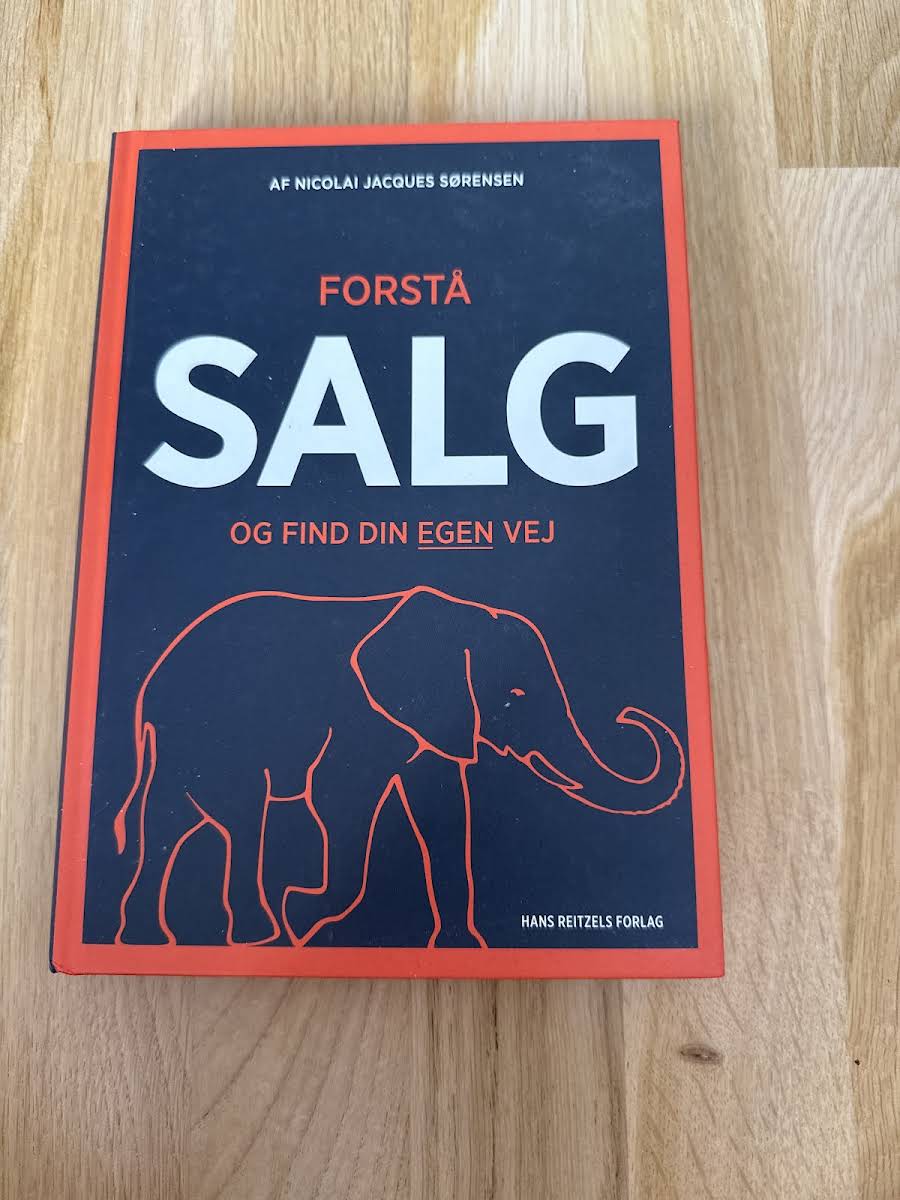 AF NICOLAI JACQUES SØRENSEN
FORSTÅ
SALG
OG FIND DIN EGEN VEJ
HANS REITZELS FORLAG